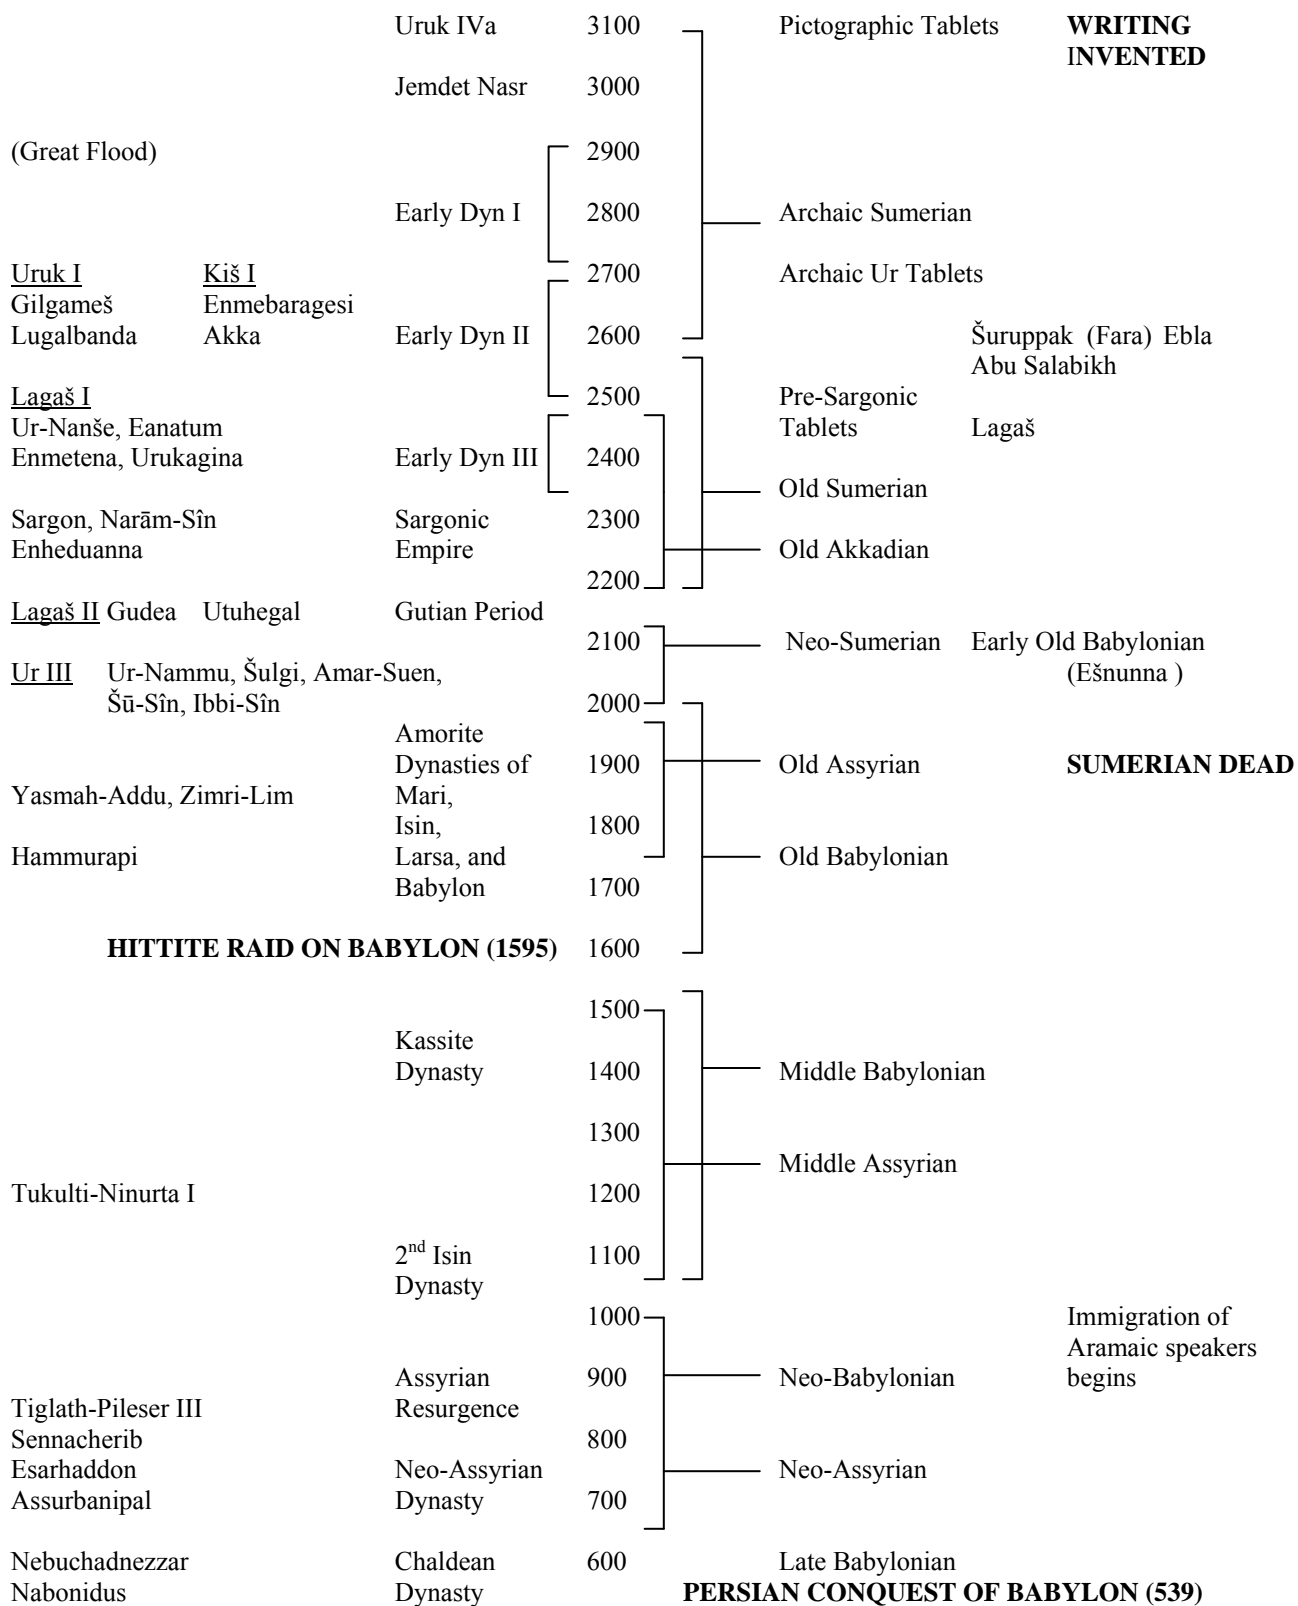 Uruk IVa 3100 Pictographic Tablets WRITING
INVENTED
Jemdet Nasr 3000
(Great Flood) 2900
Early Dyn I 2800 Archaic Sumerian
Uruk I Kiš I 2700 Archaic Ur Tablets
Gilgameš Enmebaragesi
Lugalbanda Akka Early Dyn II 2600 Šuruppak (Fara) Ebla
Abu Salabikh
Lagaš I 2500 Pre-Sargonic
Ur-Nanše, Eanatum Tablets Lagaš
Enmetena, Urukagina Early Dyn III 2400
Old Sumerian
Sargon, Narām-Sîn Sargonic 2300
Enheduanna Empire Old Akkadian
2200
Lagaš II Gudea Utuhegal Gutian Period
2100 Neo-Sumerian Early Old Babylonian
Ur III Ur-Nammu, Šulgi, Amar-Suen, (Ešnunna )
Šū-Sîn, Ibbi-Sîn 2000
Amorite
Dynasties of 1900 Old Assyrian SUMERIAN DEAD
Yasmah-Addu, Zimri-Lim Mari,
Isin, 1800
Hammurapi Larsa, and Old Babylonian
Babylon 1700
HITTITE RAID ON BABYLON (1595) 1600
1500
Kassite
Dynasty 1400 Middle Babylonian
1300
Middle Assyrian
Tukulti-Ninurta I 1200
2nd Isin 1100
Dynasty
1000 Immigration of
Aramaic speakers
Assyrian 900 Neo-Babylonian begins
Tiglath-Pileser III Resurgence
Sennacherib 800
Esarhaddon Neo-Assyrian Neo-Assyrian
Assurbanipal Dynasty 700
Nebuchadnezzar Chaldean 600 Late Babylonian
Nabonidus Dynasty PERSIAN CONQUEST OF BABYLON (539)